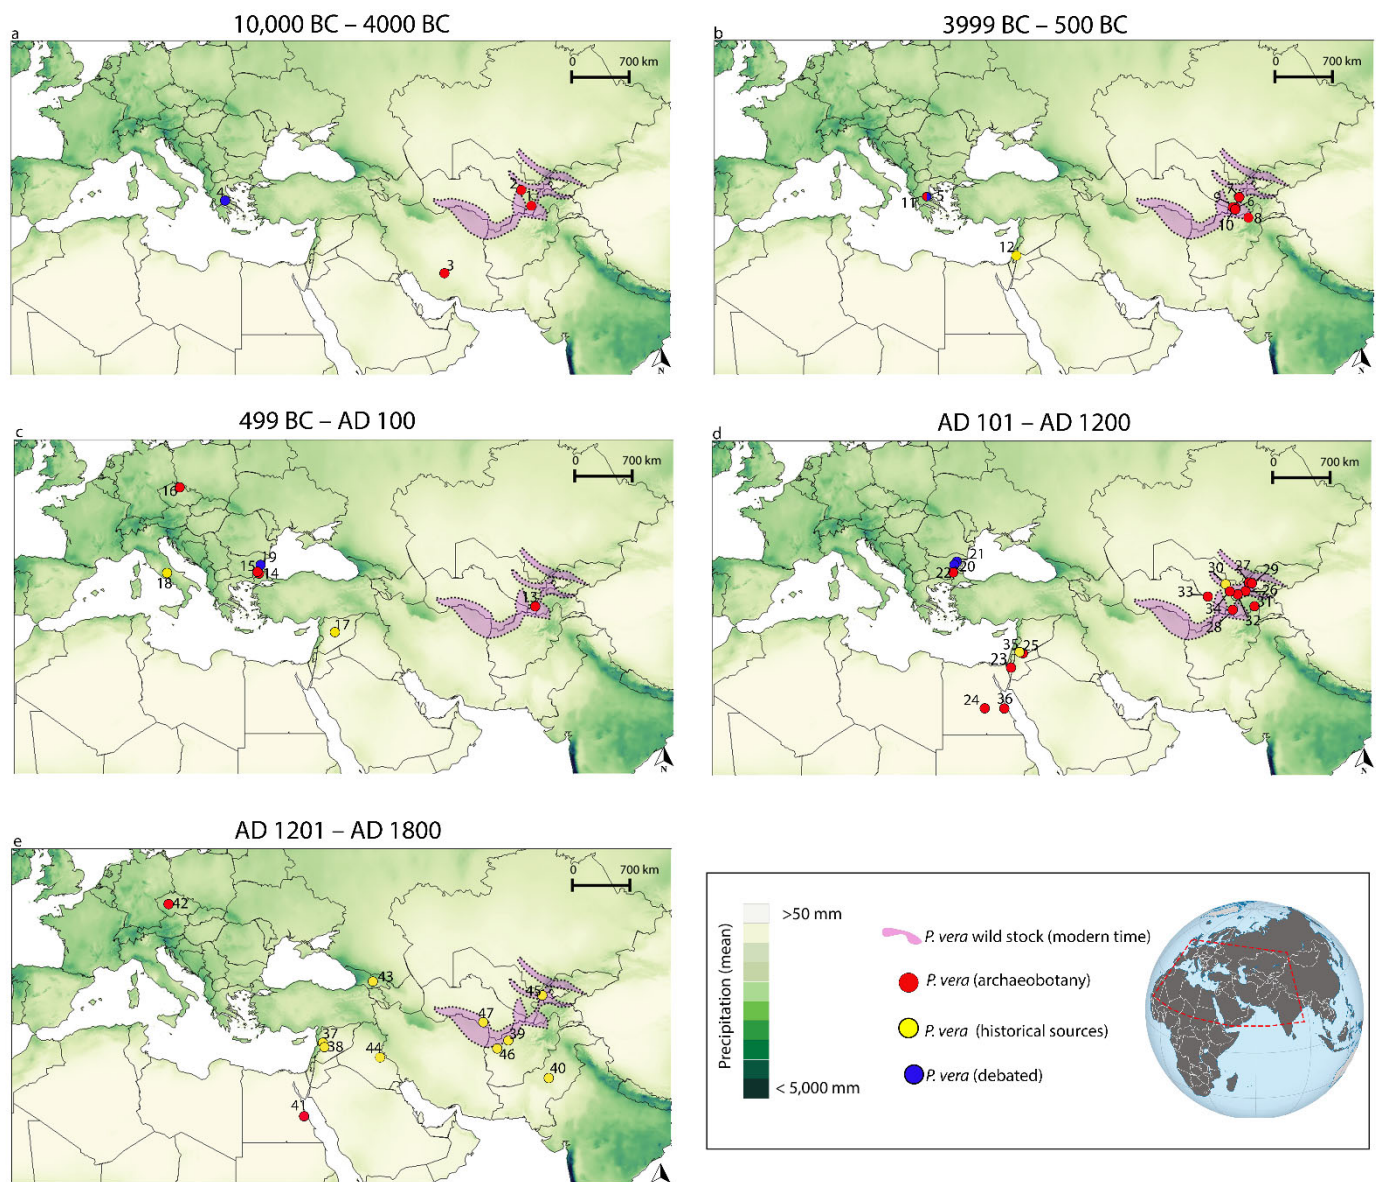 10,000 BC – 4000 BC
a
0 700 km
2
1
3
4
N
3999 BC – 500 BC
b
0 700 km
7
9
6
5
11
10
8
12
N
499 BC – AD 100
c
0 700 km
16
19
15
14
18
13
17
N
AD 101 – AD 1200
d
0 700 km
21
20
22
27
30
29
26
33
31
34
32
28
35
25
23
24
36
N
AD 1201 – AD 1800
e
0 700 km
42
43
45
47
37
39
38
44
46
40
41
Precipitation (mean)
>50 mm
< 5,000 mm
P. vera wild stock (modern time)
P. vera (archaeobotany)
P. vera (historical sources)
P. vera (debated)